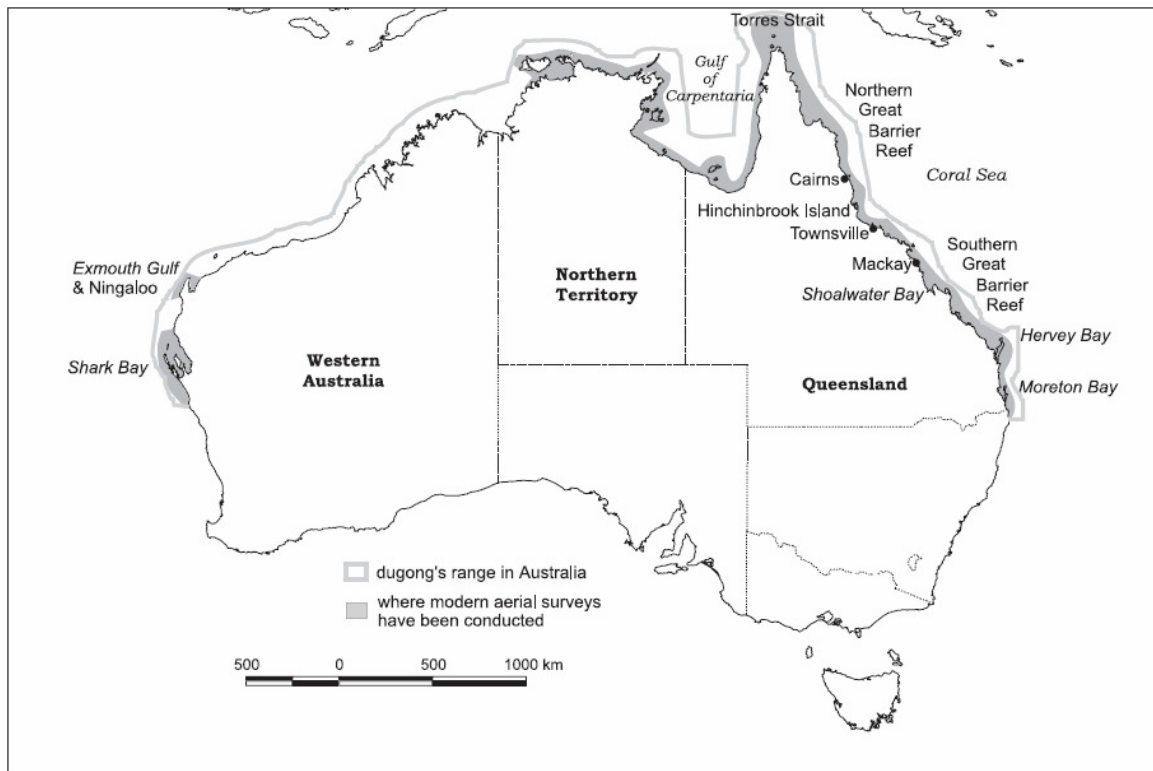 Torres Strait
Gulf
of
Carpentaria
Northern
Great
Barrier
Reef
Coral Sea
Cairns
Hinchinbrook Island
Townsville
Mackay
Shoalwater Bay
Southern
Great
Barrier
Reef
Hervey Bay
Moreton Bay
Exmouth Gulf
& Ningaloo
Shark Bay
Northern
Territory
Western
Australia
Queensland
dugong's range in Australia
where modern aerial surveys
have been conducted
500 0 500 1000 km